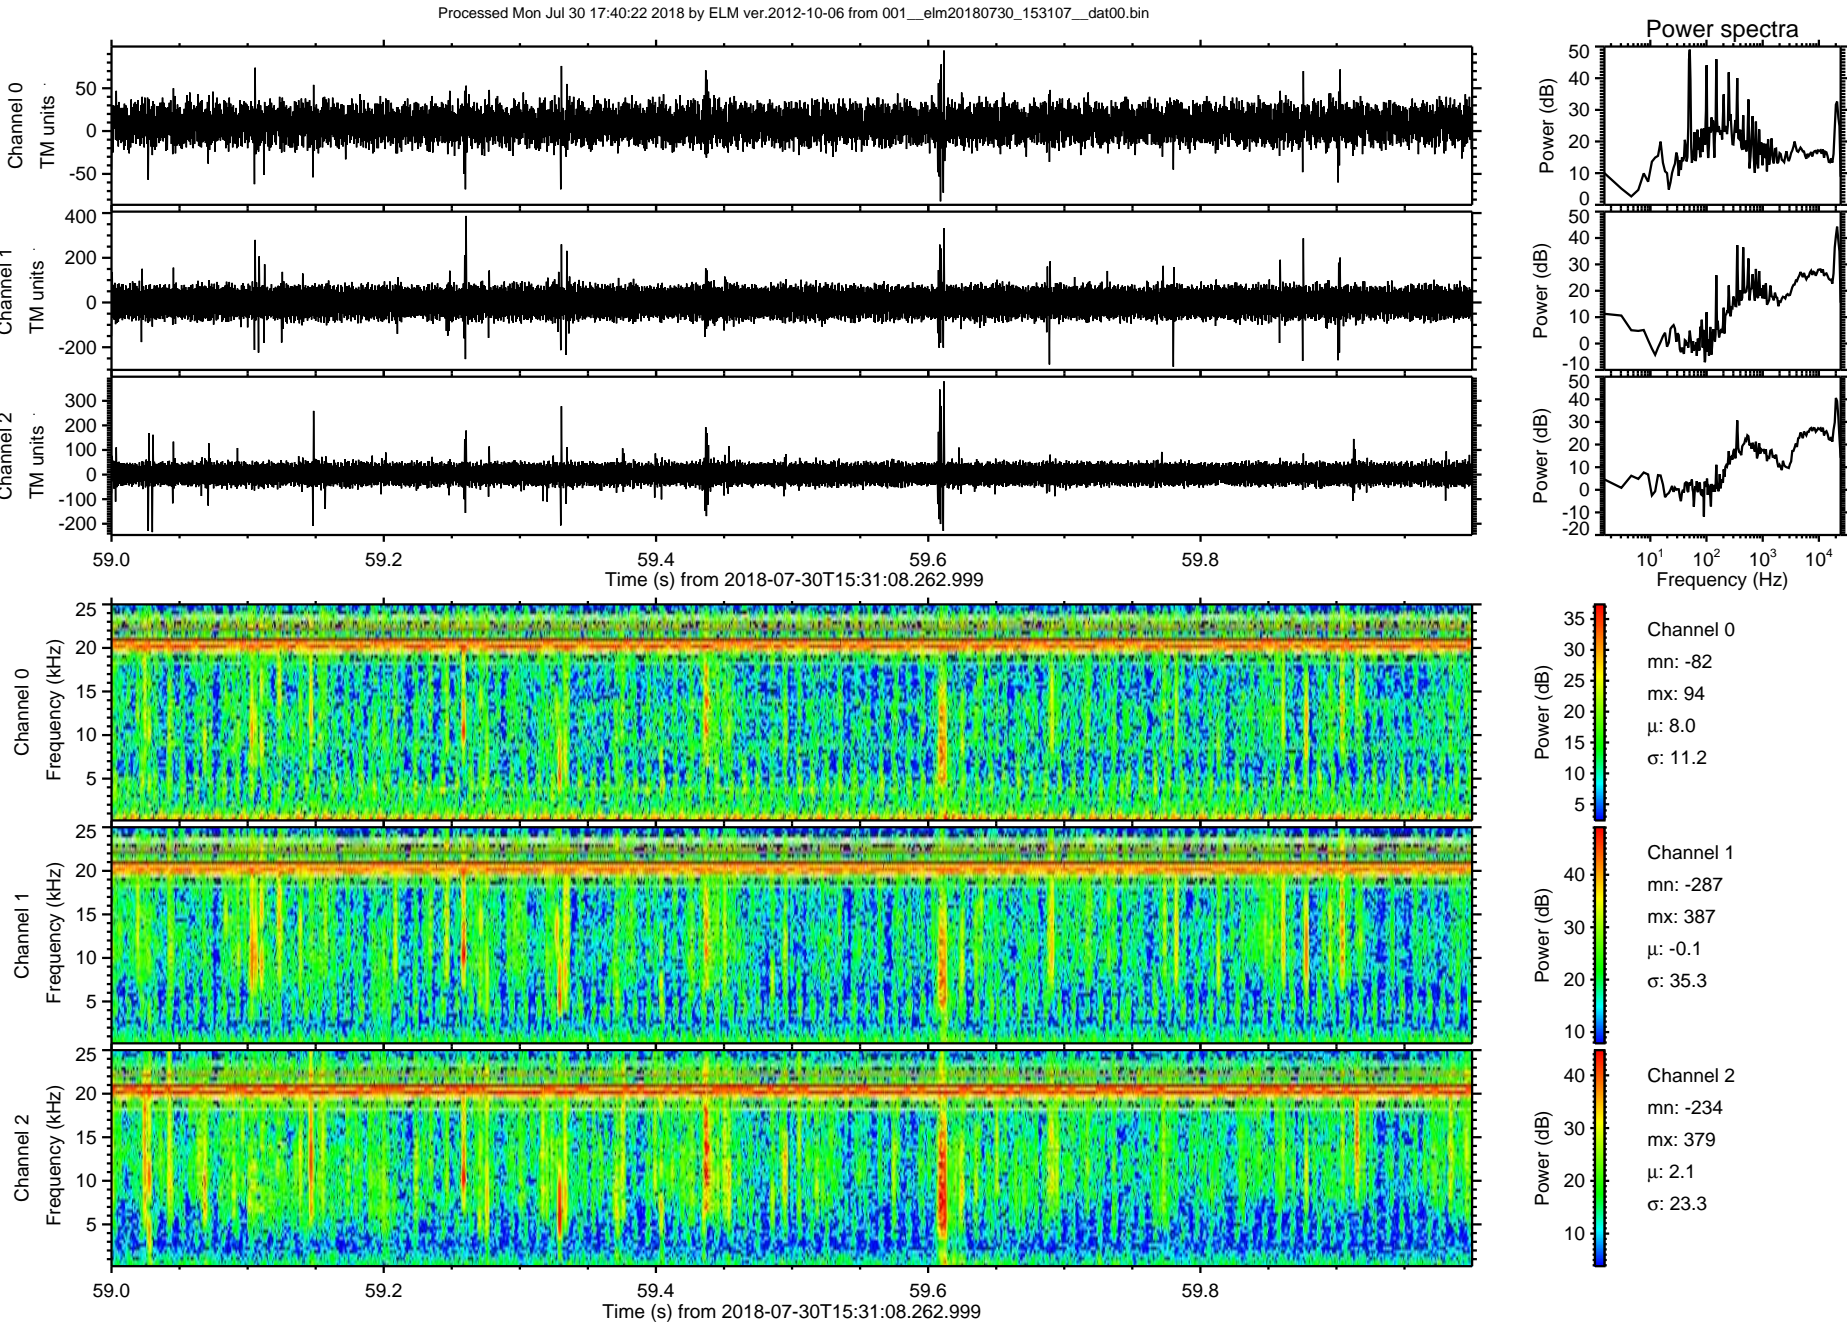 Processed Mon Jul 30 17:40:22 2018 by ELM ver.2012-10-06 from 001__elm20180730_153107__dat00.bin
Power spectra
Channel 0
TM units
50
0
-50
Power (dB)
50
40
30
20
10
0
Channel 1
TM units
400
200
0
-200
Power (dB)
50
40
30
20
10
0
-10
Channel 2
TM units
300
200
100
0
-100
-200
Power (dB)
50
40
30
20
10
0
-10
-20
59.0 59.2 59.4 59.6 59.8
Time (s) from 2018-07-30T15:31:08.262.999
10¹ 10² 10³ 10⁴
Frequency (Hz)
Channel 0
Frequency (kHz)
25
20
15
10
5
Power (dB)
35
30
25
20
15
10
5
Channel 0
mn: -82
mx: 94
μ: 8.0
σ: 11.2
Channel 1
Frequency (kHz)
25
20
15
10
5
Power (dB)
40
30
20
10
Channel 1
mn: -287
mx: 387
μ: -0.1
σ: 35.3
Channel 2
Frequency (kHz)
25
20
15
10
5
Power (dB)
40
30
20
10
Channel 2
mn: -234
mx: 379
μ: 2.1
σ: 23.3
59.0 59.2 59.4 59.6 59.8
Time (s) from 2018-07-30T15:31:08.262.999